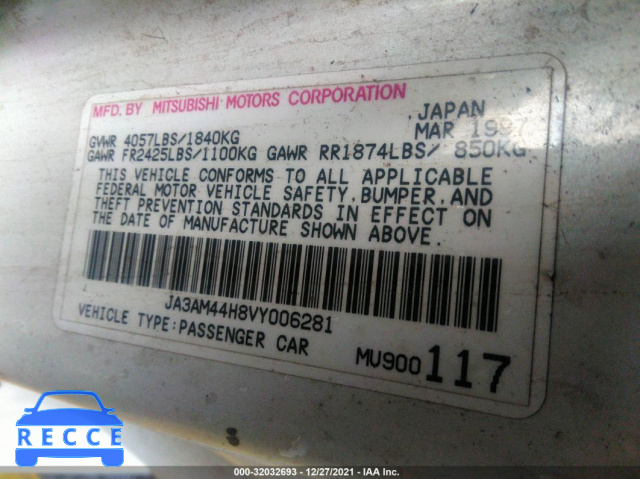 MFD. BY MITSUBISHI MOTORS CORPORATION
JAPAN
GVWR 4057LBS/1840KG
MAR 1997
GAWR FR2425LBS/1100KG GAWR RR1874LBS/ 850KG
THIS VEHICLE CONFORMS TO ALL APPLICABLE
FEDERAL MOTOR VEHICLE SAFETY, BUMPER, AND
THEFT PREVENTION STANDARDS IN EFFECT ON
THE DATE OF MANUFACTURE SHOWN ABOVE.
JA3AM44H8VY006281
VEHICLE TYPE:PASSENGER CAR
MU900117
RECCE
000-32032693 - 12/27/2021 - IAA Inc.